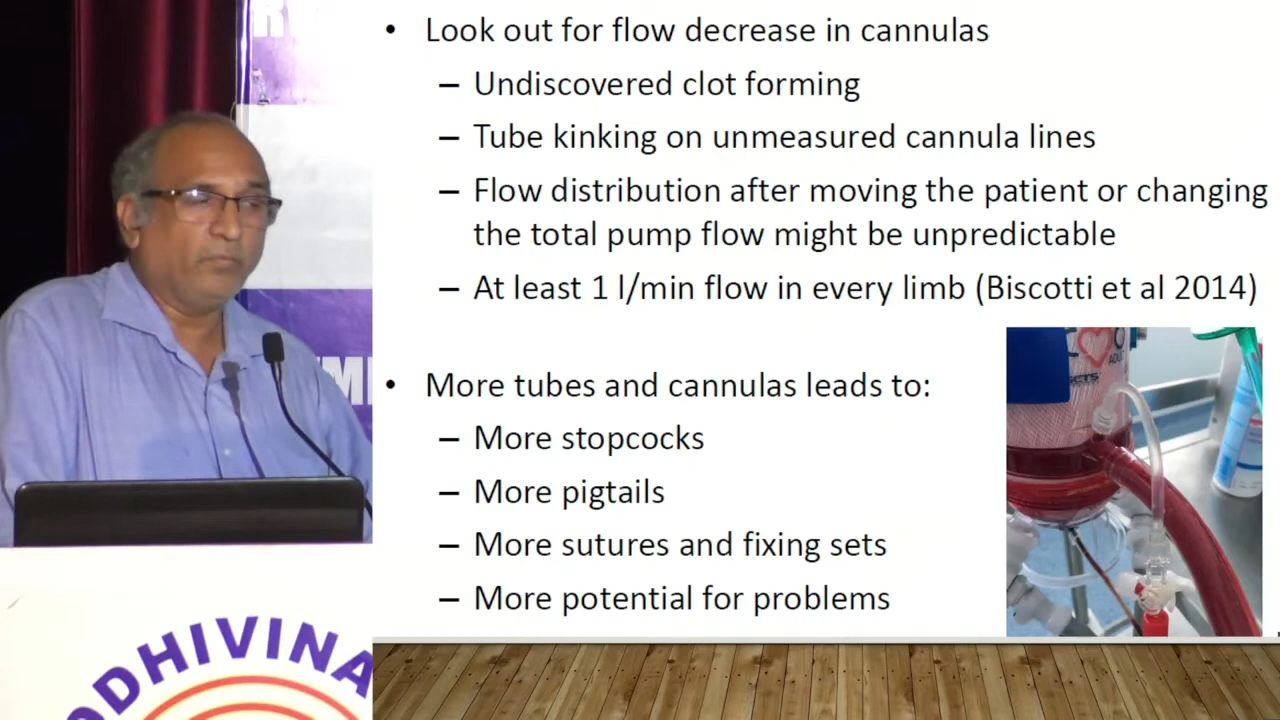 • Look out for flow decrease in cannulas
– Undiscovered clot forming
– Tube kinking on unmeasured cannula lines
– Flow distribution after moving the patient or changing
the total pump flow might be unpredictable
– At least 1 l/min flow in every limb (Biscotti et al 2014)
• More tubes and cannulas leads to:
– More stopcocks
– More pigtails
– More sutures and fixing sets
– More potential for problems
DHIVINA